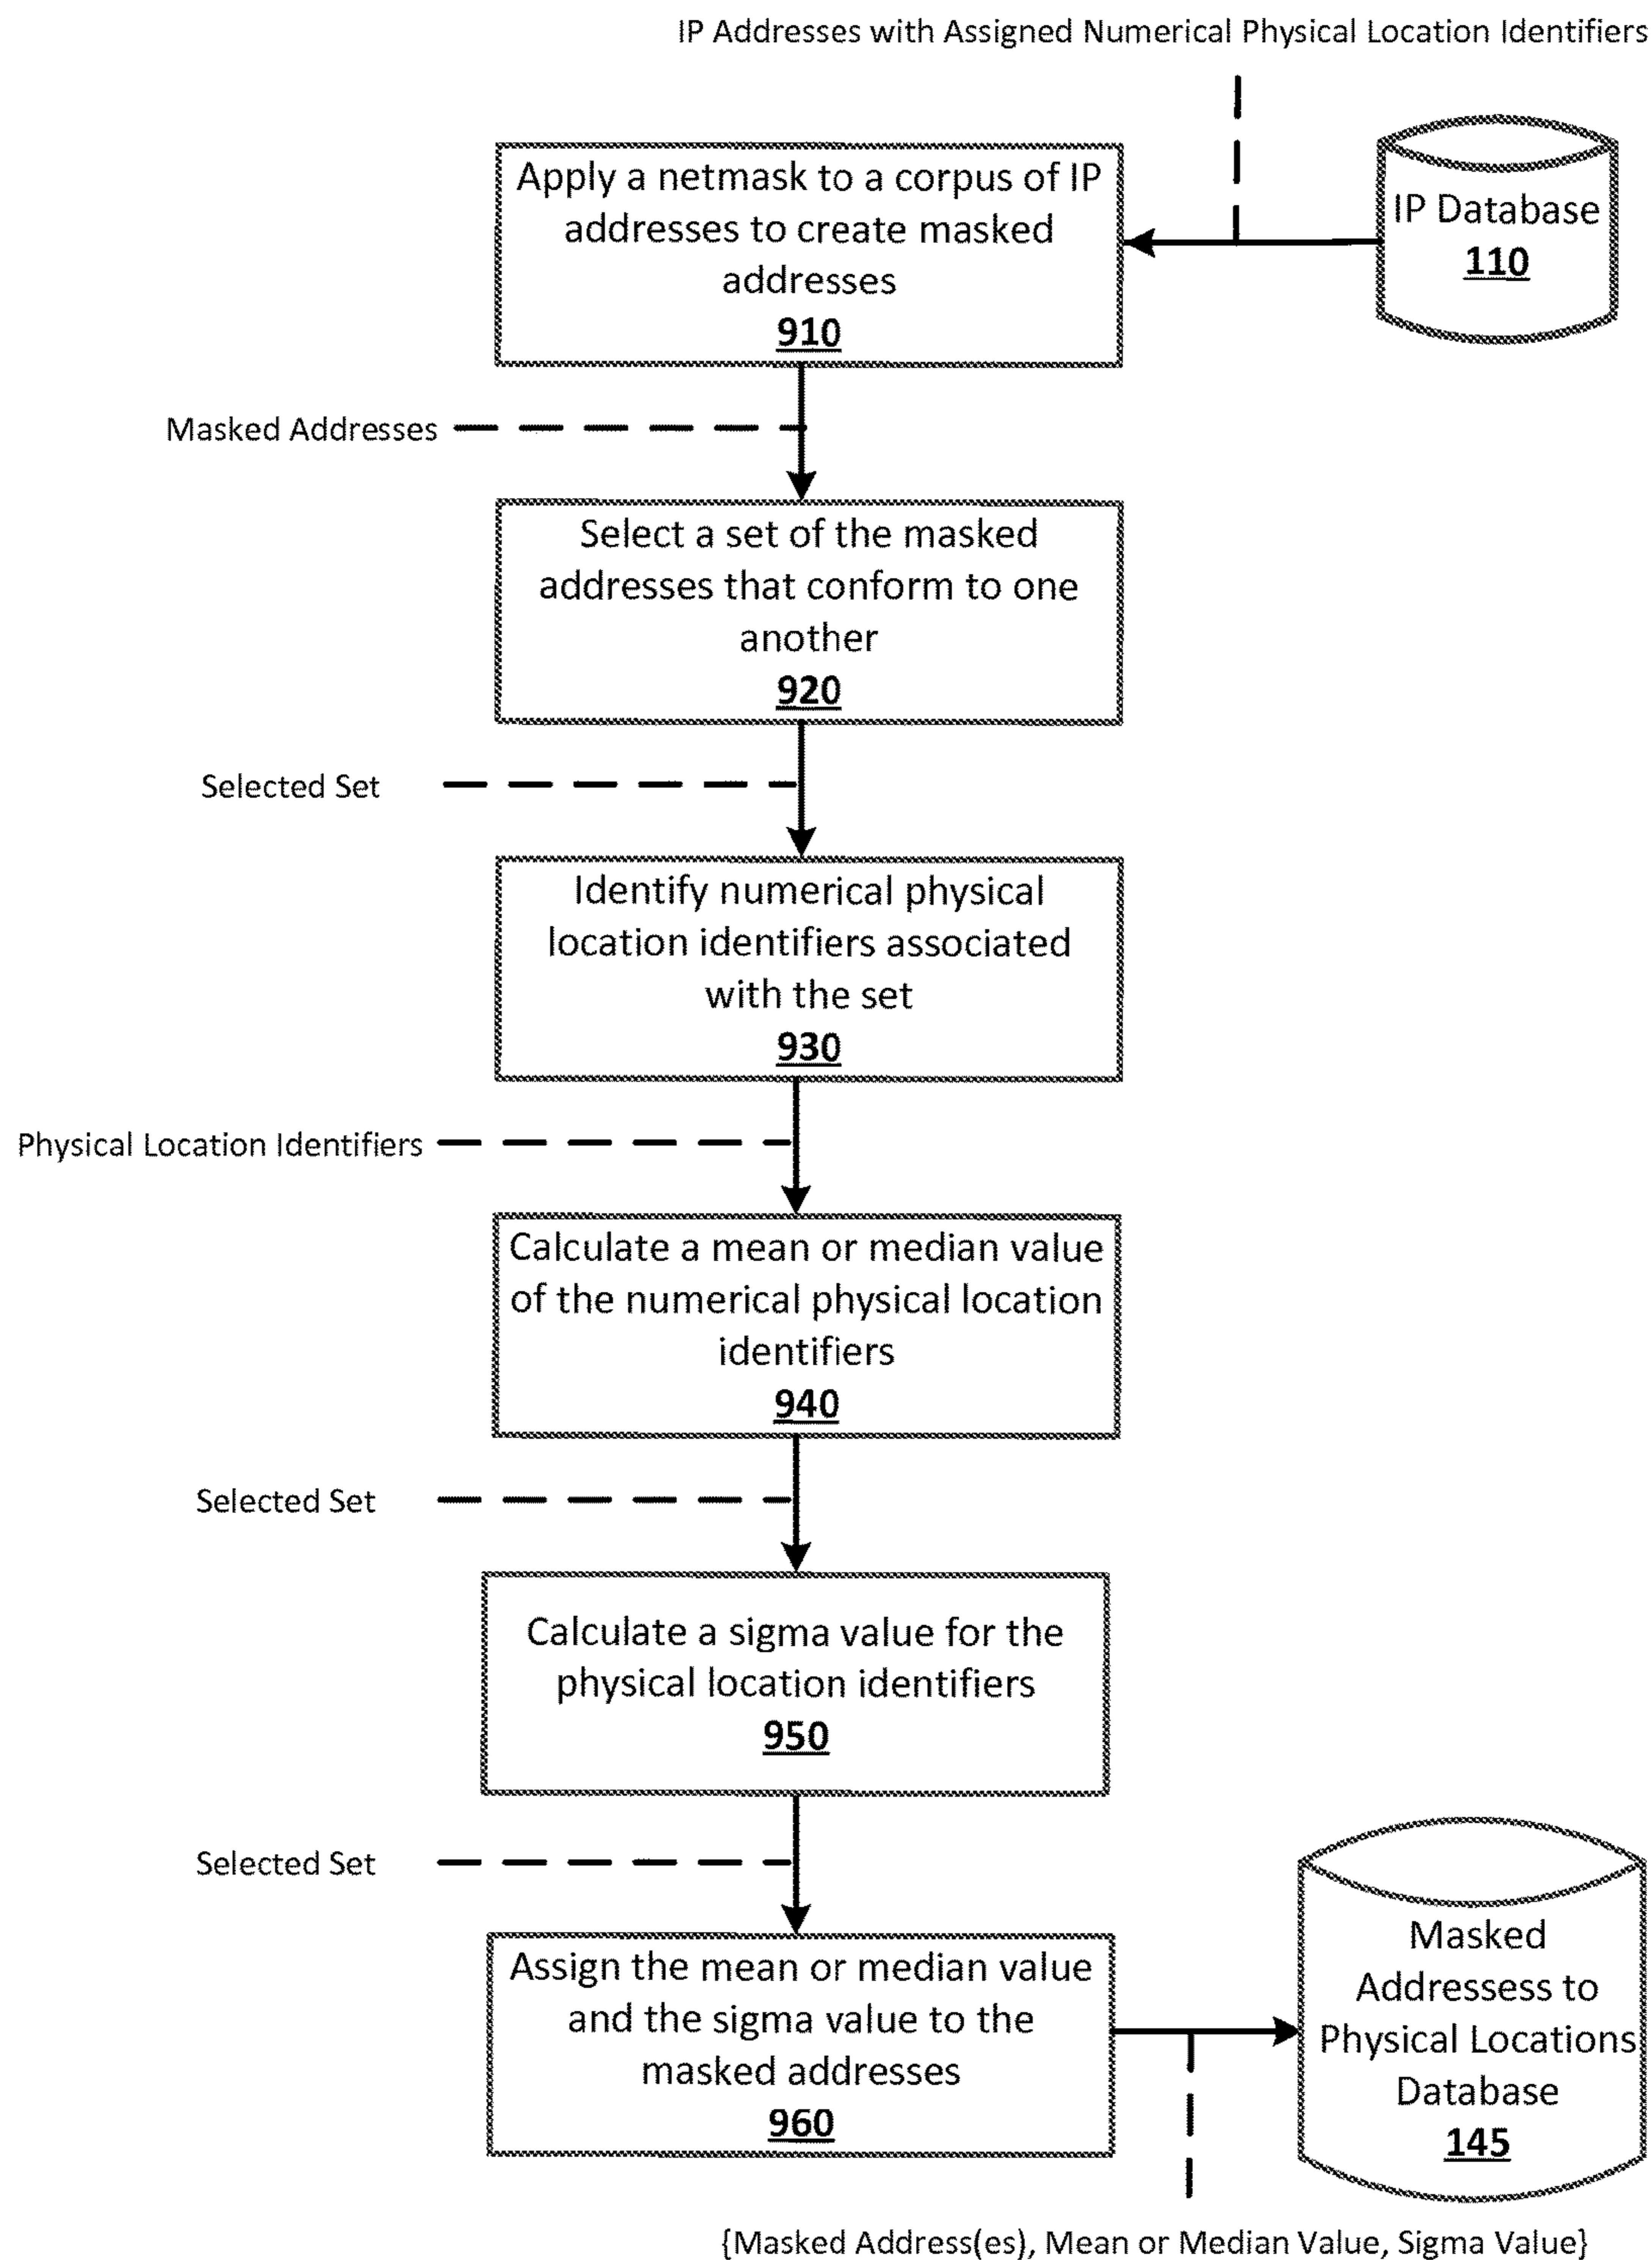 IP Addresses with Assigned Numerical Physical Location Identifiers
Apply a netmask to a corpus of IP
addresses to create masked
addresses
910
IP Database
110
Masked Addresses
Select a set of the masked
addresses that conform to one
another
920
Selected Set
Identify numerical physical
location identifiers associated
with the set
930
Physical Location Identifiers
Calculate a mean or median value
of the numerical physical location
identifiers
940
Selected Set
Calculate a sigma value for the
physical location identifiers
950
Selected Set
Assign the mean or median value
and the sigma value to the
masked addresses
960
Masked
Addressess to
Physical Locations
Database
145
{Masked Address(es), Mean or Median Value, Sigma Value}